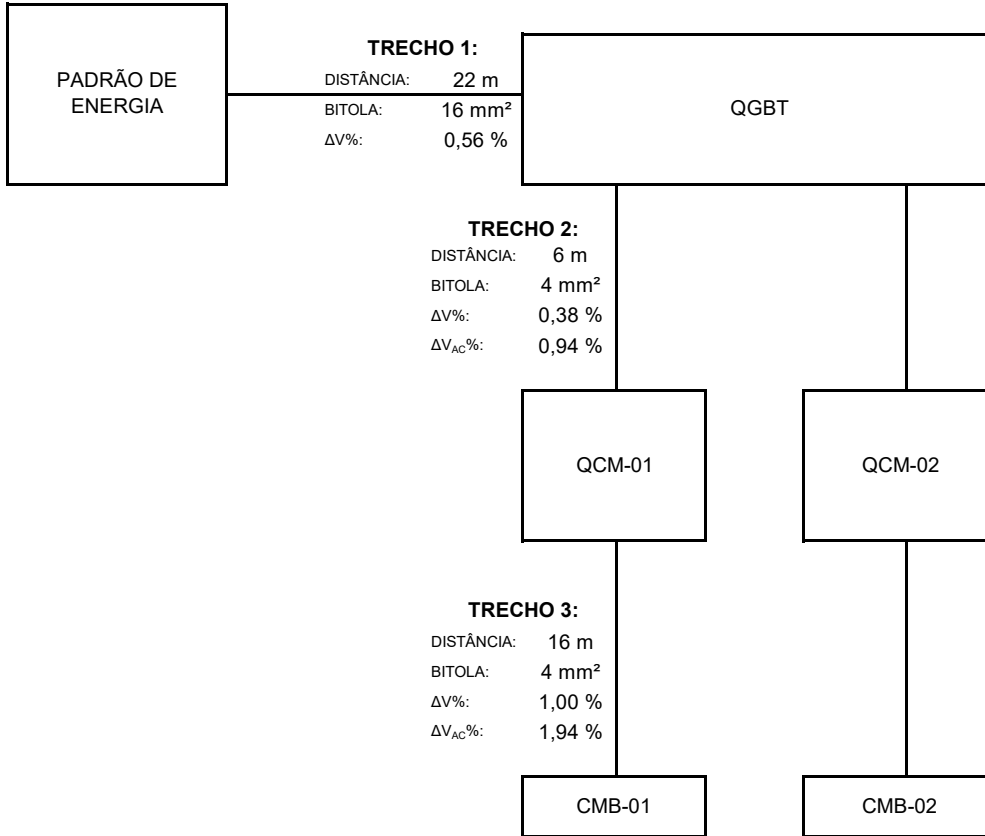 PADRÃO DE
ENERGIA
TRECHO 1:
DISTÂNCIA: 22 m
BITOLA: 16 mm²
ΔV%: 0,56 %
QGBT
TRECHO 2:
DISTÂNCIA: 6 m
BITOLA: 4 mm²
ΔV%: 0,38 %
ΔVAC%: 0,94 %
QCM-01
QCM-02
TRECHO 3:
DISTÂNCIA: 16 m
BITOLA: 4 mm²
ΔV%: 1,00 %
ΔVAC%: 1,94 %
CMB-01
CMB-02